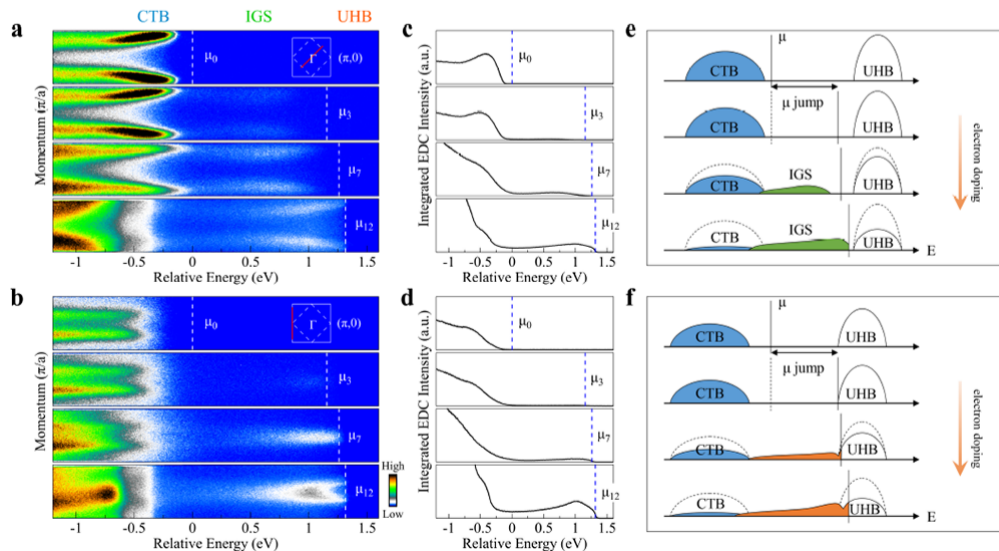 CTB IGS UHB
a
μ0
Γ
(π,0)
μ3
μ7
μ12
Momentum (π/a)
-1 -0.5 0 0.5 1 1.5
Relative Energy (eV)
b
μ0
Γ
(π,0)
μ3
μ7
μ12
High
Low
Momentum (π/a)
-1 -0.5 0 0.5 1 1.5
Relative Energy (eV)
c
μ0
μ3
μ7
μ12
Integrated EDC Intensity (a.u.)
-1 -0.5 0 0.5 1 1.5
Relative Energy (eV)
d
μ0
μ3
μ7
μ12
Integrated EDC Intensity (a.u.)
-1 -0.5 0 0.5 1 1.5
Relative Energy (eV)
e
μ
CTB UHB
μ jump
CTB UHB
IGS
CTB UHB
CTB IGS UHB
E
electron doping
f
μ
CTB UHB
μ jump
CTB UHB
CTB UHB
CTB UHB
E
electron doping